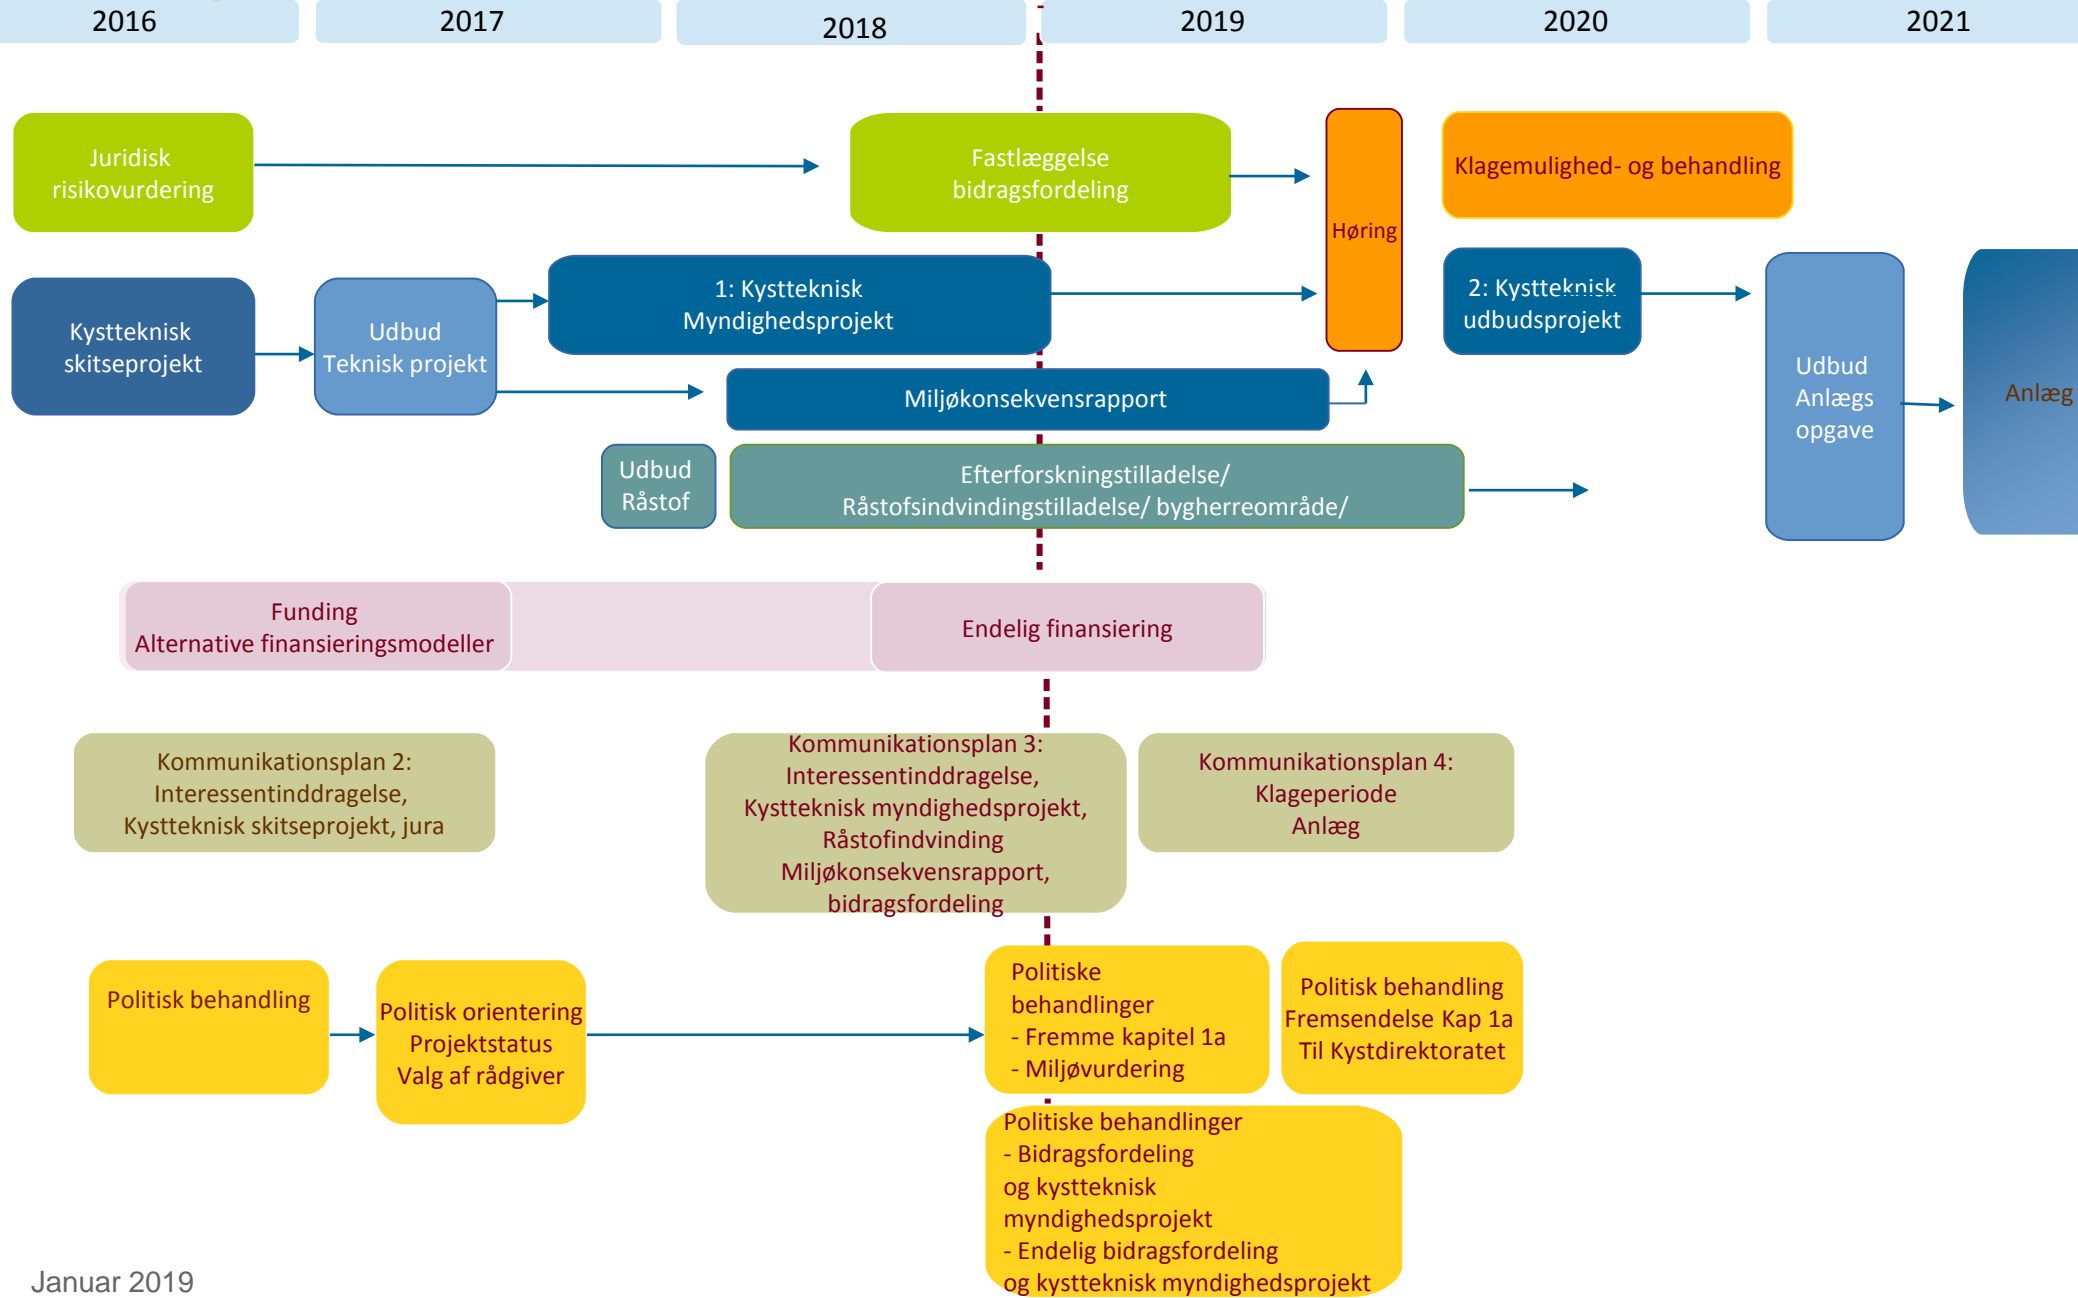 2016
2017
2018
2019
2020
2021
Juridisk
risikovurdering
Fastlæggelse
bidragsfordeling
Høring
Klagemulighed- og behandling
Kystteknisk
skitseprojekt
Udbud
Teknisk projekt
1: Kystteknisk
Myndighedsprojekt
2: Kystteknisk
udbudsprojekt
Miljøkonsekvensrapport
Udbud
Anlægs
opgave
Anlæg
Udbud
Råstof
Efterforskningstilladelse/
Råstofsindvindingstilladelse/ bygherreområde/
Funding
Alternative finansieringsmodeller
Endelig finansiering
Kommunikationsplan 2:
Interessentinddragelse,
Kystteknisk skitseprojekt, jura
Kommunikationsplan 3:
Interessentinddragelse,
Kystteknisk myndighedsprojekt,
Råstofindvinding
Miljøkonsekvensrapport,
bidragsfordeling
Kommunikationsplan 4:
Klageperiode
Anlæg
Politisk behandling
Politisk orientering
Projektstatus
Valg af rådgiver
Politiske
behandlinger
- Fremme kapitel 1a
- Miljøvurdering
Politisk behandling
Fremsendelse Kap 1a
Til Kystdirektoratet
Politiske behandlinger
- Bidragsfordeling
og kystteknisk
myndighedsprojekt
- Endelig bidragsfordeling
og kystteknisk myndighedsprojekt
Januar 2019